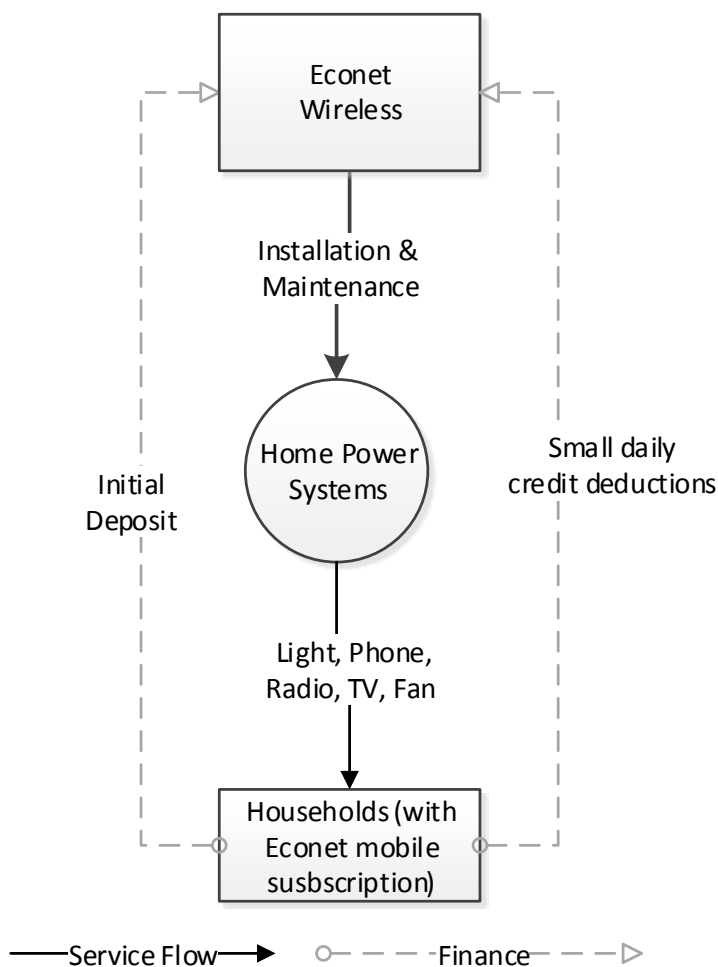 Econet
Wireless
Installation &
Maintenance
Home Power
Systems
Small daily
credit deductions
Initial
Deposit
Light, Phone,
Radio, TV, Fan
Households (with
Econet mobile
susbscription)
Service Flow
Finance